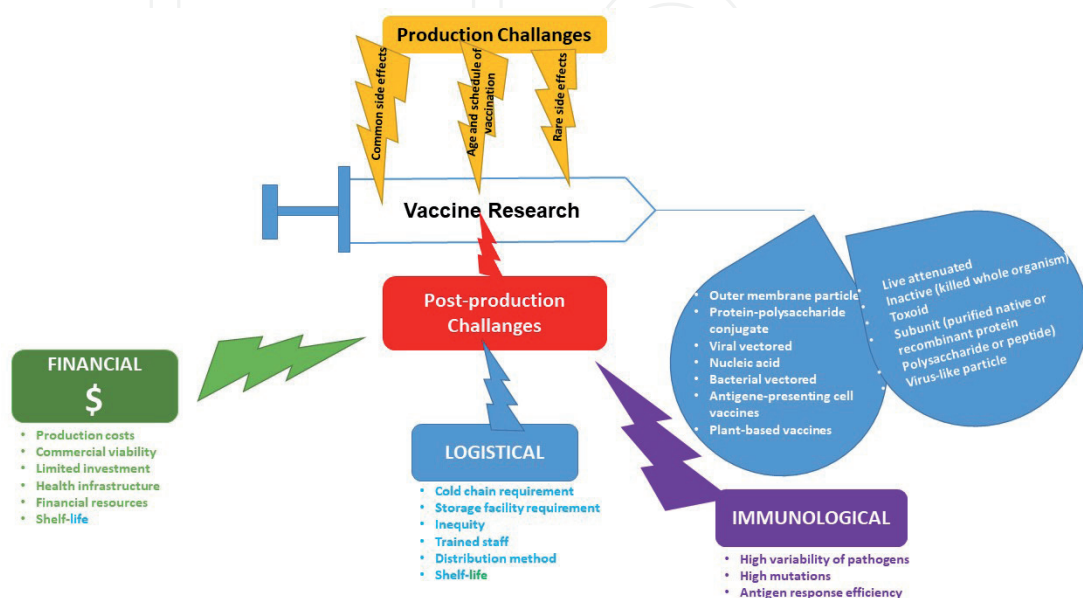 Production Challanges
Common side effects
Age and schedule of
vaccination
Rare side effects
Vaccine Research
Post-production
Challanges
FINANCIAL
$
• Production costs
• Commercial viability
• Limited investment
• Health infrastructure
• Financial resources
• Shelf-life
LOGISTICAL
• Cold chain requirement
• Storage facility requirement
• Inequity
• Trained staff
• Distribution method
• Shelf-life
IMMUNOLOGICAL
• High variability of pathogens
• High mutations
• Antigen response efficiency
• Outer membrane particle
• Protein-polysaccharide
conjugate
• Viral vectored
• Nucleic acid
• Bacterial vectored
• Antigene-presenting cell
vaccines
• Plant-based vaccines
• Live attenuated
• Inactive (killed whole organism)
• Toxoid
• Subunit (purified native or
recombinant protein
• Polysaccharide or peptide)
• Virus-like particle